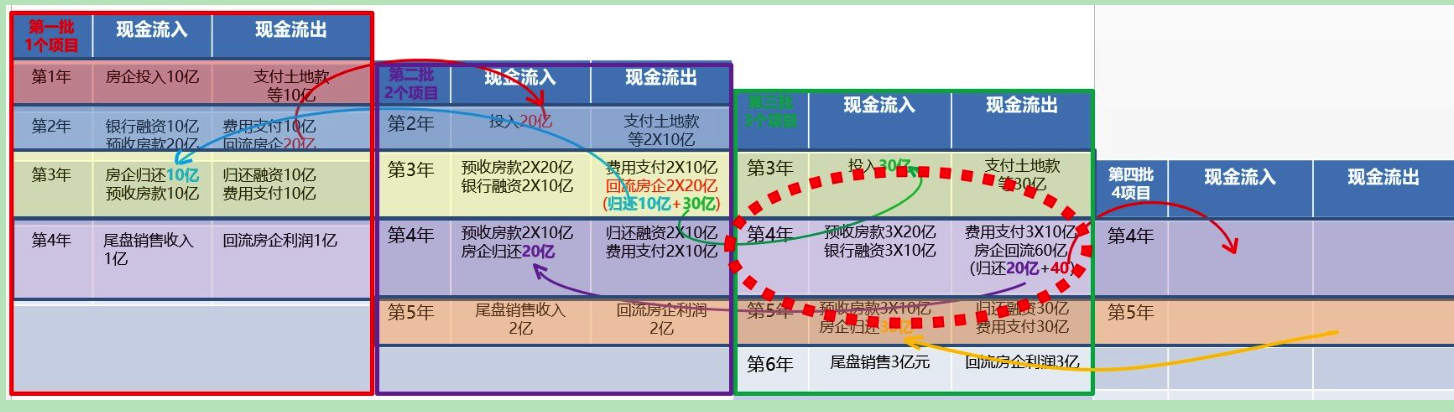 第一批
1个项目
现金流入
现金流出
第1年
房企投入10亿
支付土地款
等10亿
第2年
银行融资10亿
预收房款20亿
费用支付10亿
回流房企20亿
第3年
房企归还10亿
预收房款10亿
归还融资10亿
费用支付10亿
第4年
尾盘销售收入
1亿
回流房企利润1亿
第二批
2个项目
现金流入
现金流出
第2年
投入20亿
支付土地款
等2X10亿
第3年
预收房款2X20亿
银行融资2X10亿
费用支付2X10亿
回流房企2X20亿
(归还10亿+30亿)
第4年
预收房款2X10亿
房企归还20亿
归还融资2X10亿
费用支付2X10亿
第5年
尾盘销售收入
2亿
回流房企利润
2亿
第三批
3个项目
现金流入
现金流出
第3年
投入30亿
支付土地款
等30亿
第4年
预收房款3X20亿
银行融资3X10亿
费用支付3X10亿
房企回流60亿
(归还20亿+40)
第5年
预收房款3X10亿
房企归还30亿
归还融资30亿
费用支付30亿
第6年
尾盘销售3亿元
回流房企利润3亿
第四批
4项目
现金流入
现金流出
第4年
第5年